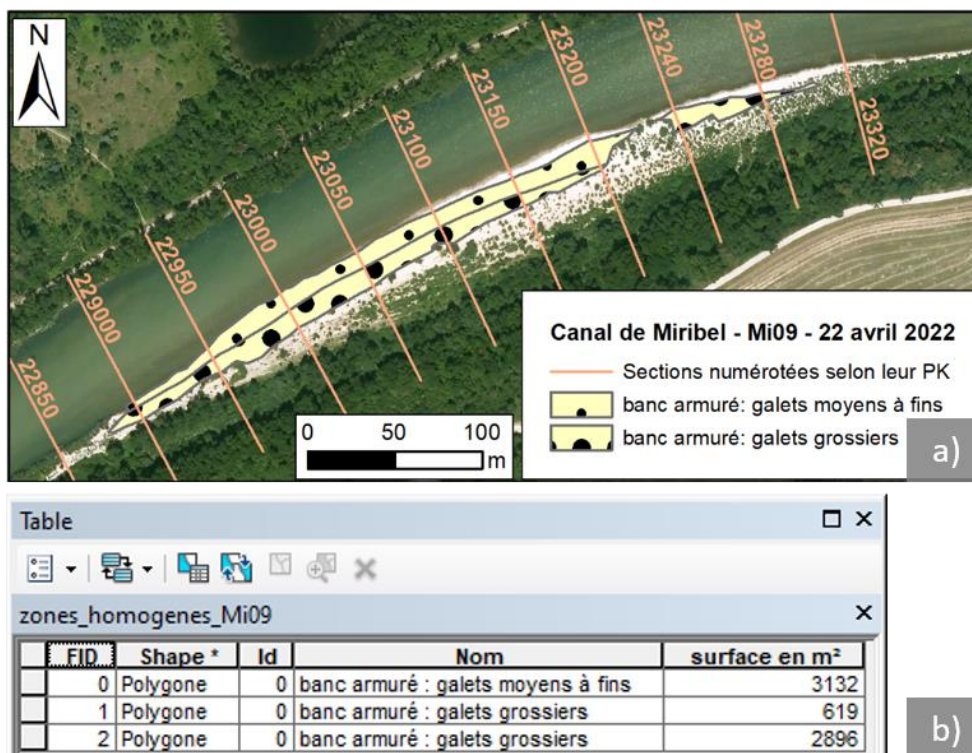 N
22850
229000
22950
23000
23050
23100
23150
23200
23240
23280
23320
Canal de Miribel - Mi09 - 22 avril 2022
Sections numérotées selon leur PK
banc armuré: galets moyens à fins
banc armuré: galets grossiers
0 50 100
m
a)
Table
zones_homogenes_Mi09
FID Shape * Id Nom surface en m²
0 Polygone 0 banc armuré : galets moyens à fins 3132
1 Polygone 0 banc armuré : galets grossiers 619
2 Polygone 0 banc armuré : galets grossiers 2896
b)